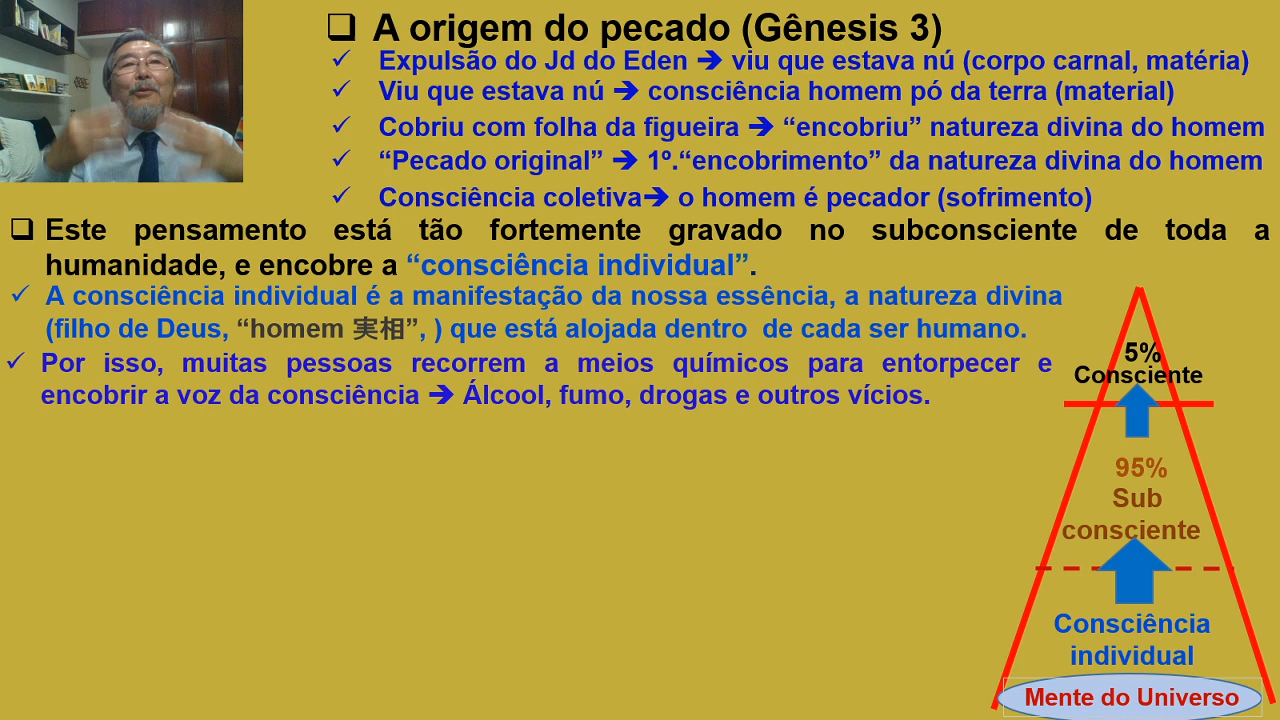 A origem do pecado (Gênesis 3)
Expulsão do Jd do Eden ➔ viu que estava nú (corpo carnal, matéria)
Viu que estava nú ➔ consciência homem pó da terra (material)
Cobriu com folha da figueira ➔ “encobriu” natureza divina do homem
“Pecado original” ➔ 1º.“encobrimento” da natureza divina do homem
Consciência coletiva➔ o homem é pecador (sofrimento)
Este pensamento está tão fortemente gravado no subconsciente de toda a
humanidade, e encobre a “consciência individual”.
A consciência individual é a manifestação da nossa essência, a natureza divina
(filho de Deus, “homem 実相”, ) que está alojada dentro de cada ser humano.
Por isso, muitas pessoas recorrem a meios químicos para entorpecer e
encobrir a voz da consciência ➔ Álcool, fumo, drogas e outros vícios.
5%
Consciente
95%
Sub
consciente
Consciência
individual
Mente do Universo